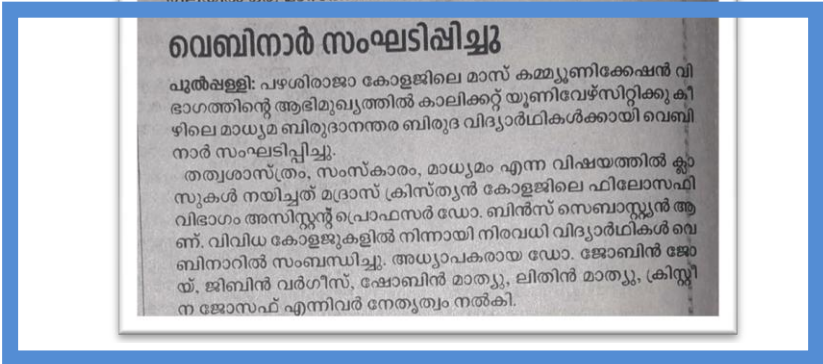 വെബിനാർ സംഘടിപ്പിച്ചു
പുൽപ്പള്ളി: പഴശിരാജാ കോളജിലെ മാസ് കമ്മ്യൂണിക്കേഷൻ വി
ഭാഗത്തിന്റെ ആഭിമുഖ്യത്തിൽ കാലിക്കറ്റ് യൂണിവേഴ്സിറ്റിക്കു കീ
ഴിലെ മാധ്യമ ബിരുദാനന്തര ബിരുദ വിദ്യാർഥികൾക്കായി വെബി
നാർ സംഘടിപ്പിച്ചു.
തത്വശാസ്ത്രം, സംസ്കാരം, മാധ്യമം എന്ന വിഷയത്തിൽ ക്ലാ
സുകൾ നയിച്ചത് മദ്രാസ് ക്രിസ്ത്യൻ കോളജിലെ ഫിലോസഫി
വിഭാഗം അസിസ്റ്റന്റ് പ്രൊഫസർ ഡോ. ബിൻസ് സെബാസ്റ്റ്യൻ ആ
ണ്. വിവിധ കോളജുകളിൽ നിന്നായി നിരവധി വിദ്യാർഥികൾ വെ
ബിനാറിൽ സംബന്ധിച്ചു. അധ്യാപകരായ ഡോ. ജോബിൻ ജോ
യ്, ജിബിൻ വർഗീസ്, ഷോബിൻ മാത്യു, ലിതിൻ മാത്യു, ക്രിസ്റ്റീ
ന ജോസഫ് എന്നിവർ നേതൃത്വം നൽകി.